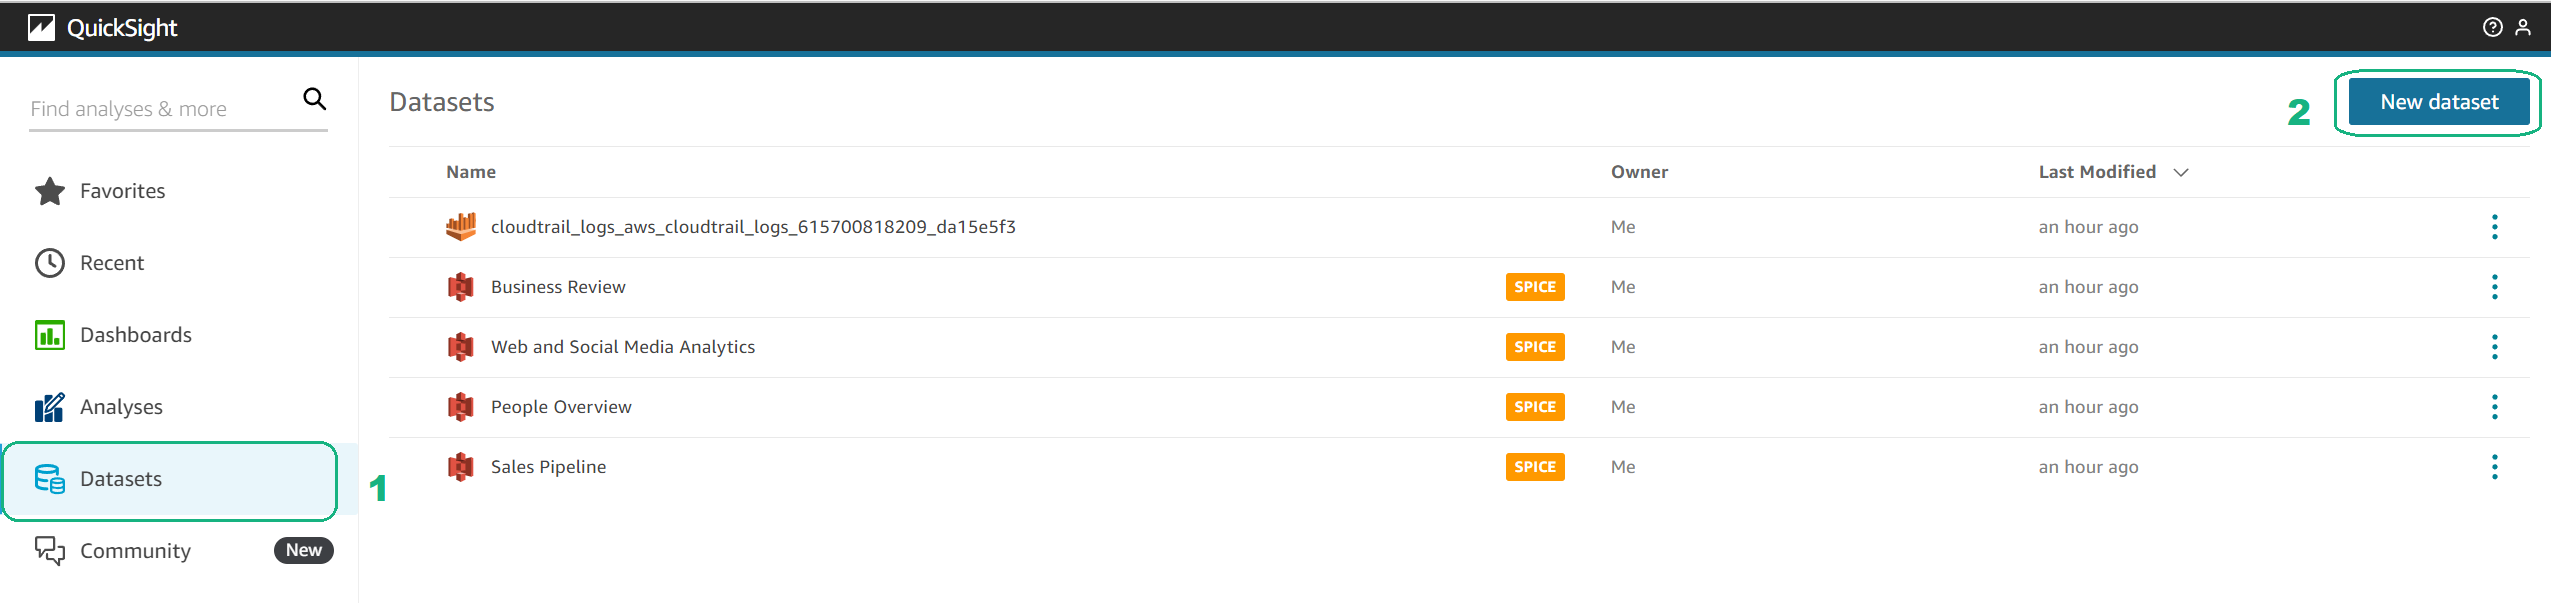 QuickSight
Find analyses & more
Favorites
Recent
Dashboards
Analyses
Datasets
1
Community New
Datasets
2
New dataset
Name Owner Last Modified
cloudtrail_logs_aws_cloudtrail_logs_615700818209_da15e5f3 Me an hour ago
Business Review SPICE Me an hour ago
Web and Social Media Analytics SPICE Me an hour ago
People Overview SPICE Me an hour ago
Sales Pipeline SPICE Me an hour ago